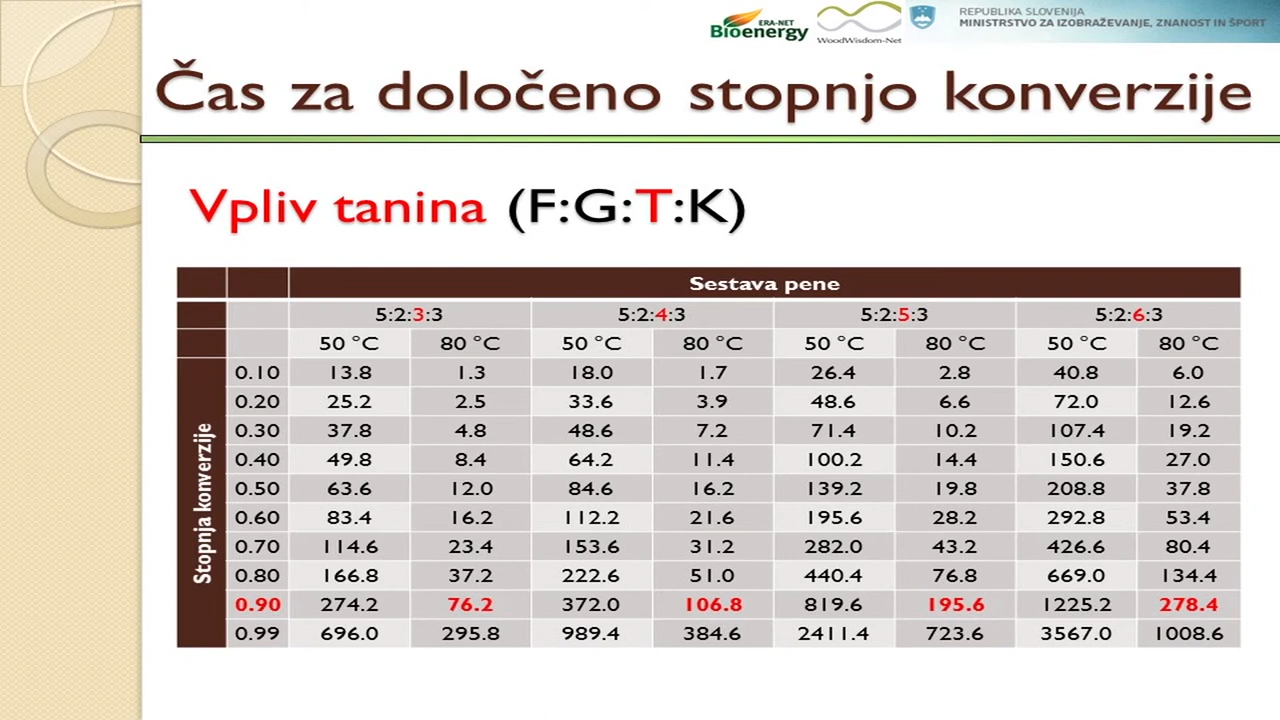 ERA-NET
Bioenergy
WoodWisdom-Net
REPUBLIKA SLOVENIJA
MINISTRSTVO ZA IZOBRAŽEVANJE, ZNANOST IN ŠPORT
Čas za določeno stopnjo konverzije
Vpliv tanina (F:G:T:K)
Sestava pene
5:2:3:3 5:2:4:3 5:2:5:3 5:2:6:3
50 °C 80 °C 50 °C 80 °C 50 °C 80 °C 50 °C 80 °C
Stopnja konverzije
0.10 13.8 1.3 18.0 1.7 26.4 2.8 40.8 6.0
0.20 25.2 2.5 33.6 3.9 48.6 6.6 72.0 12.6
0.30 37.8 4.8 48.6 7.2 71.4 10.2 107.4 19.2
0.40 49.8 8.4 64.2 11.4 100.2 14.4 150.6 27.0
0.50 63.6 12.0 84.6 16.2 139.2 19.8 208.8 37.8
0.60 83.4 16.2 112.2 21.6 195.6 28.2 292.8 53.4
0.70 114.6 23.4 153.6 31.2 282.0 43.2 426.6 80.4
0.80 166.8 37.2 222.6 51.0 440.4 76.8 669.0 134.4
0.90 274.2 76.2 372.0 106.8 819.6 195.6 1225.2 278.4
0.99 696.0 295.8 989.4 384.6 2411.4 723.6 3567.0 1008.6